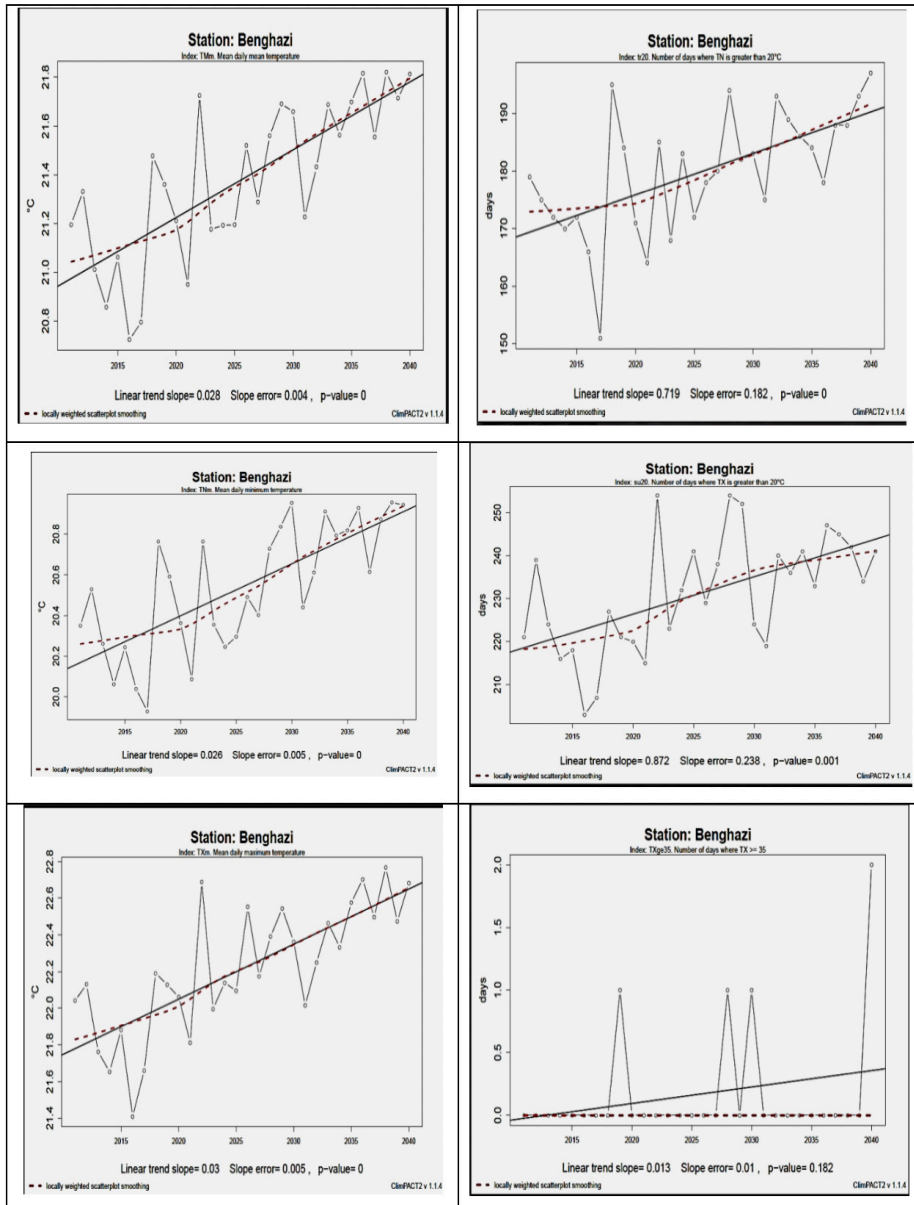 Station: Benghazi
Index: TMm. Mean daily mean temperature
21.8
21.6
21.4
21.2
21.0
20.8
°C
2015 2020 2025 2030 2035 2040
Linear trend slope= 0.028 Slope error= 0.004 , p-value= 0
locally weighted scatterplot smoothing
ClimPACT2 v 1.1.4
Station: Benghazi
Index: tr20. Number of days where TN is greater than 20°C
190
180
170
160
150
days
2015 2020 2025 2030 2035 2040
Linear trend slope= 0.719 Slope error= 0.182 , p-value= 0
locally weighted scatterplot smoothing
ClimPACT2 v 1.1.4
Station: Benghazi
Index: TNm. Mean daily minimum temperature
20.8
20.6
20.4
20.2
20.0
°C
2015 2020 2025 2030 2035 2040
Linear trend slope= 0.026 Slope error= 0.005 , p-value= 0
locally weighted scatterplot smoothing
ClimPACT2 v 1.1.4
Station: Benghazi
Index: su20. Number of days where TX is greater than 20°C
250
240
230
220
210
days
2015 2020 2025 2030 2035 2040
Linear trend slope= 0.872 Slope error= 0.238 , p-value= 0.001
locally weighted scatterplot smoothing
ClimPACT2 v 1.1.4
Station: Benghazi
Index: TXm. Mean daily maximum temperature
22.8
22.6
22.4
22.2
22.0
21.8
21.6
21.4
°C
2015 2020 2025 2030 2035 2040
Linear trend slope= 0.03 Slope error= 0.005 , p-value= 0
locally weighted scatterplot smoothing
ClimPACT2 v 1.1.4
Station: Benghazi
Index: TXge35. Number of days where TX >= 35
2.0
1.5
1.0
0.5
0.0
days
2015 2020 2025 2030 2035 2040
Linear trend slope= 0.013 Slope error= 0.01 , p-value= 0.182
locally weighted scatterplot smoothing
ClimPACT2 v 1.1.4